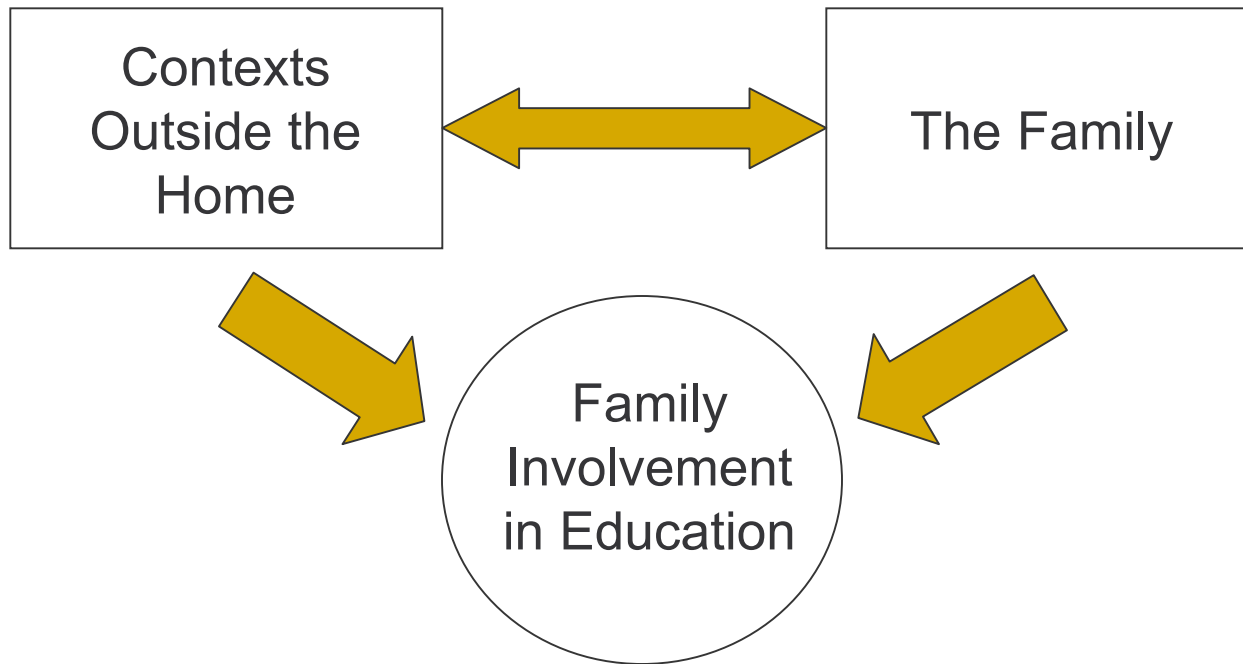 Contexts
Outside the
Home
The Family
Family
Involvement
in Education